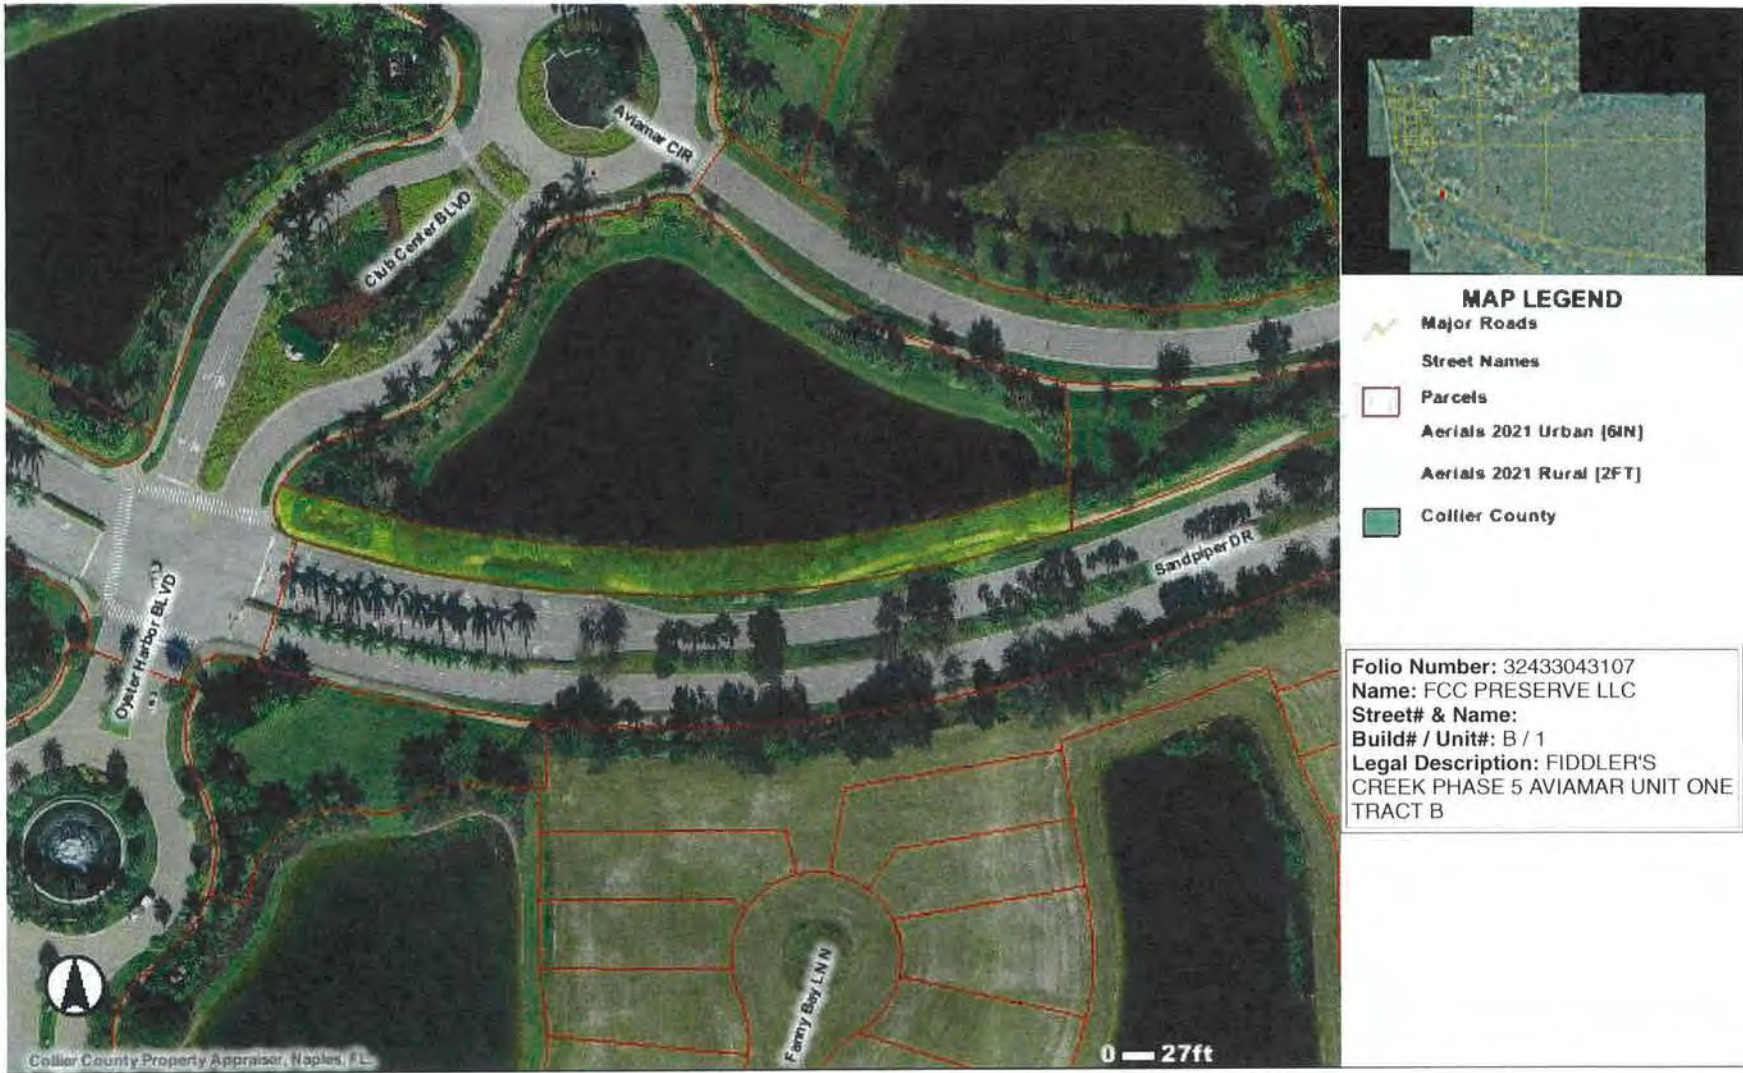 Aviamar CIR
Club Center BLVD
Oyster Harbor BLVD
Sandpiper DR
Fanny Bay LN N
Collier County Property Appraiser, Naples, FL
0 27ft
MAP LEGEND
Major Roads
Street Names
Parcels
Aerials 2021 Urban [6IN]
Aerials 2021 Rural [2FT]
Collier County
Folio Number: 32433043107
Name: FCC PRESERVE LLC
Street# & Name:
Build# / Unit#: B / 1
Legal Description: FIDDLER'S
CREEK PHASE 5 AVIAMAR UNIT ONE
TRACT B